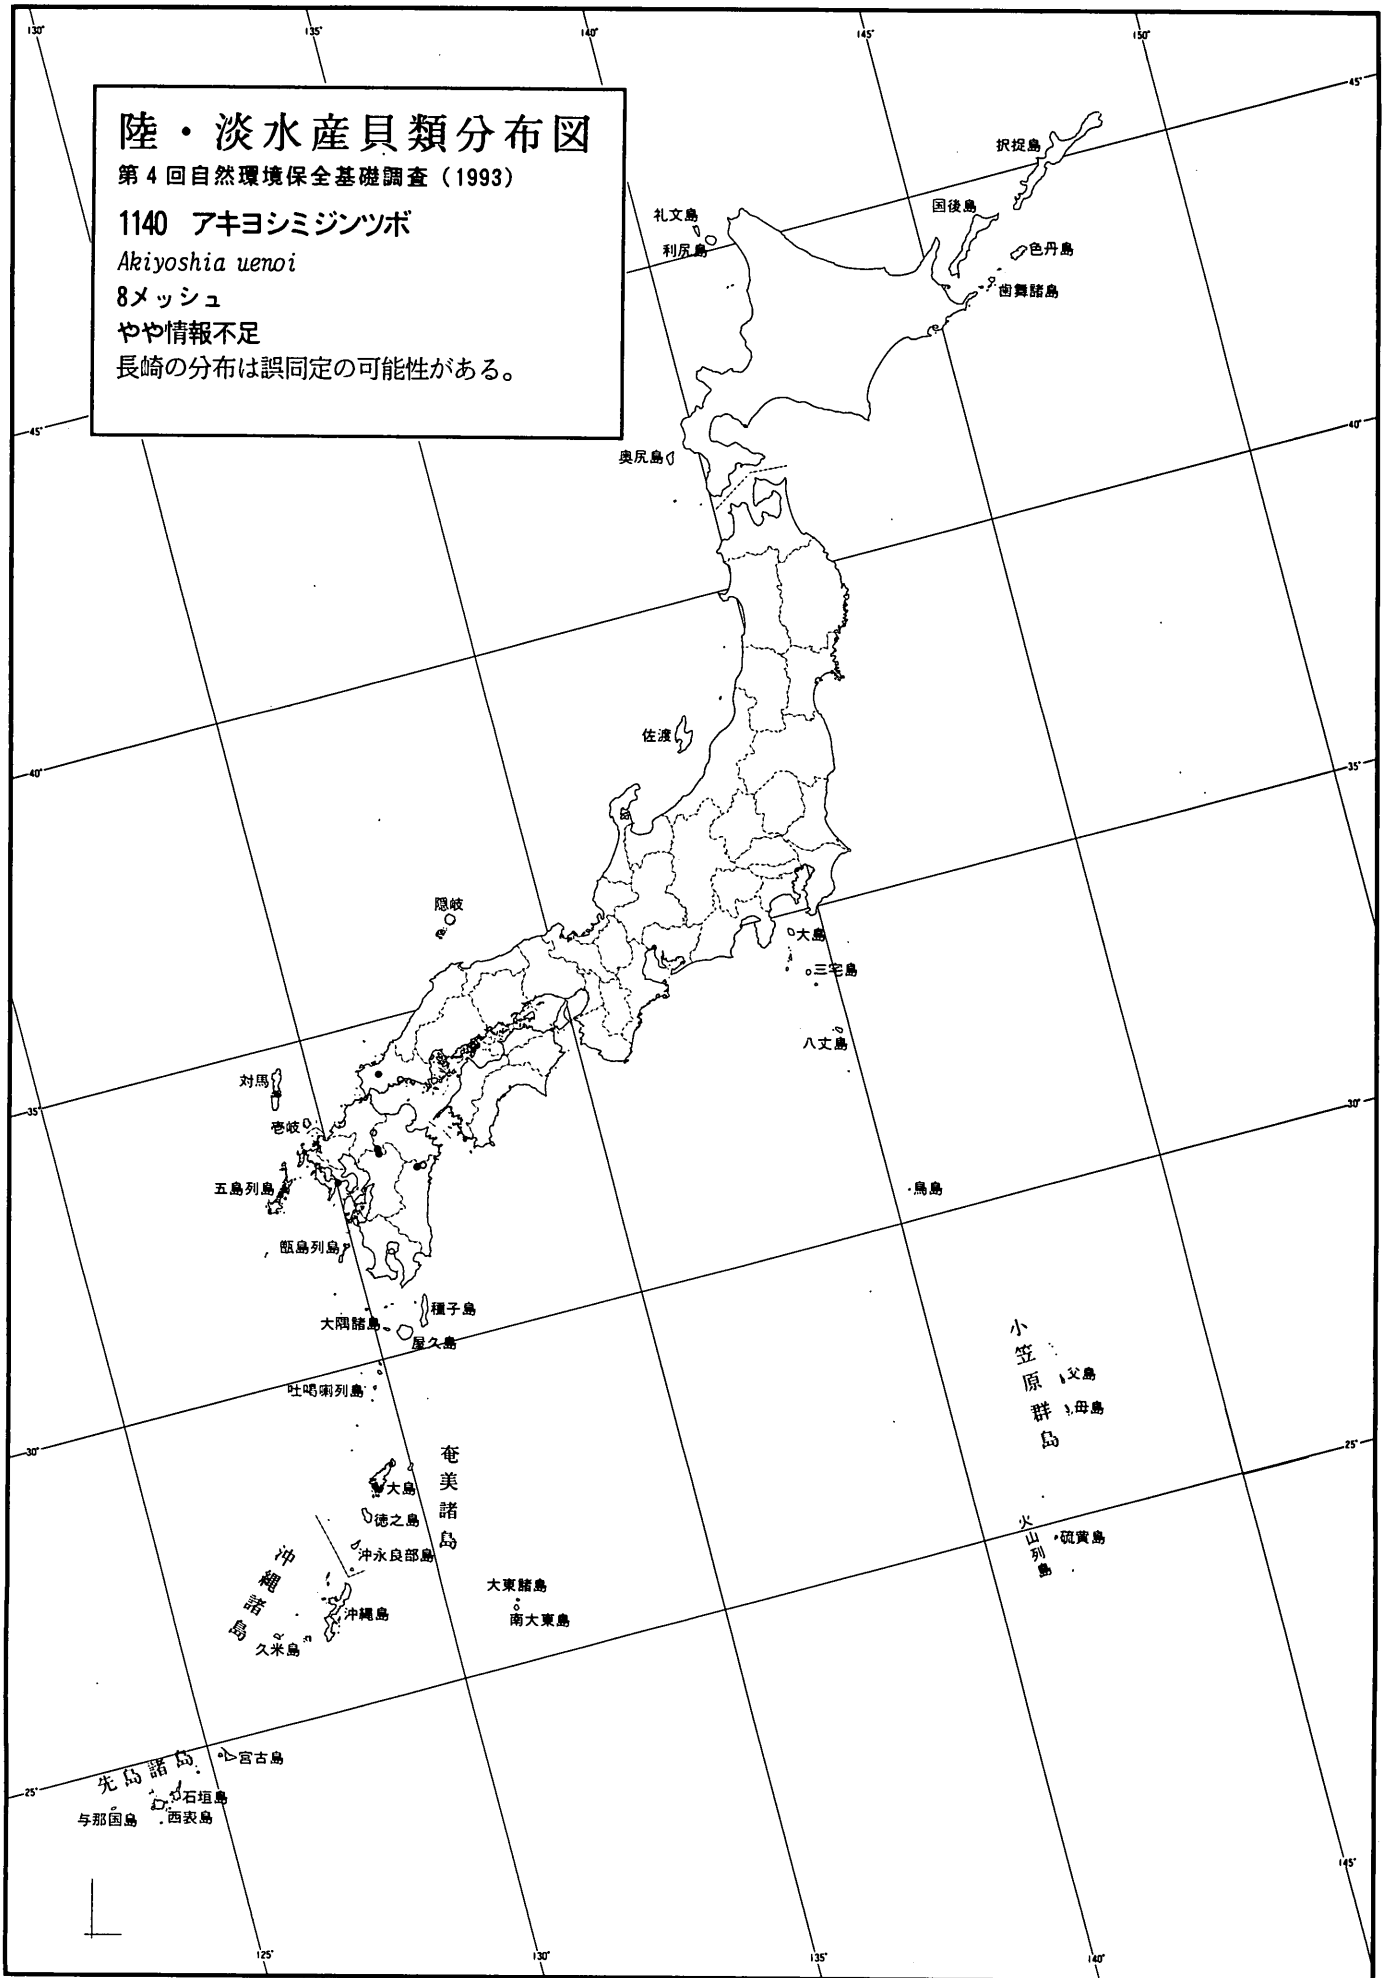 130°
135°
140°
145°
150°
陸・淡水産貝類分布図
第4回自然環境保全基礎調査(1993)
1140 アキヨシミジンツボ
Akiyoshia uenoi
8メッシュ
やや情報不足
長崎の分布は誤同定の可能性がある。
45°
択捉島
国後島
礼文島
利尻島
色丹島
歯舞諸島
45°
40°
奥尻島
佐渡
40°
35°
隠岐
大島
三宅島
八丈島
対馬
35°
壱岐
30°
五島列島
鳥島
甑島列島
種子島
大隅諸島
屋久島
吐噶喇列島
小笠原群島
父島
母島
30°
25°
奄美諸島
大島
徳之島
沖永良部島
火山列島
硫黄島
沖縄諸島
大東諸島
南大東島
沖縄島
久米島
先島諸島
宮古島
25°
石垣島
与那国島
西表島
145°
125°
130°
135°
140°